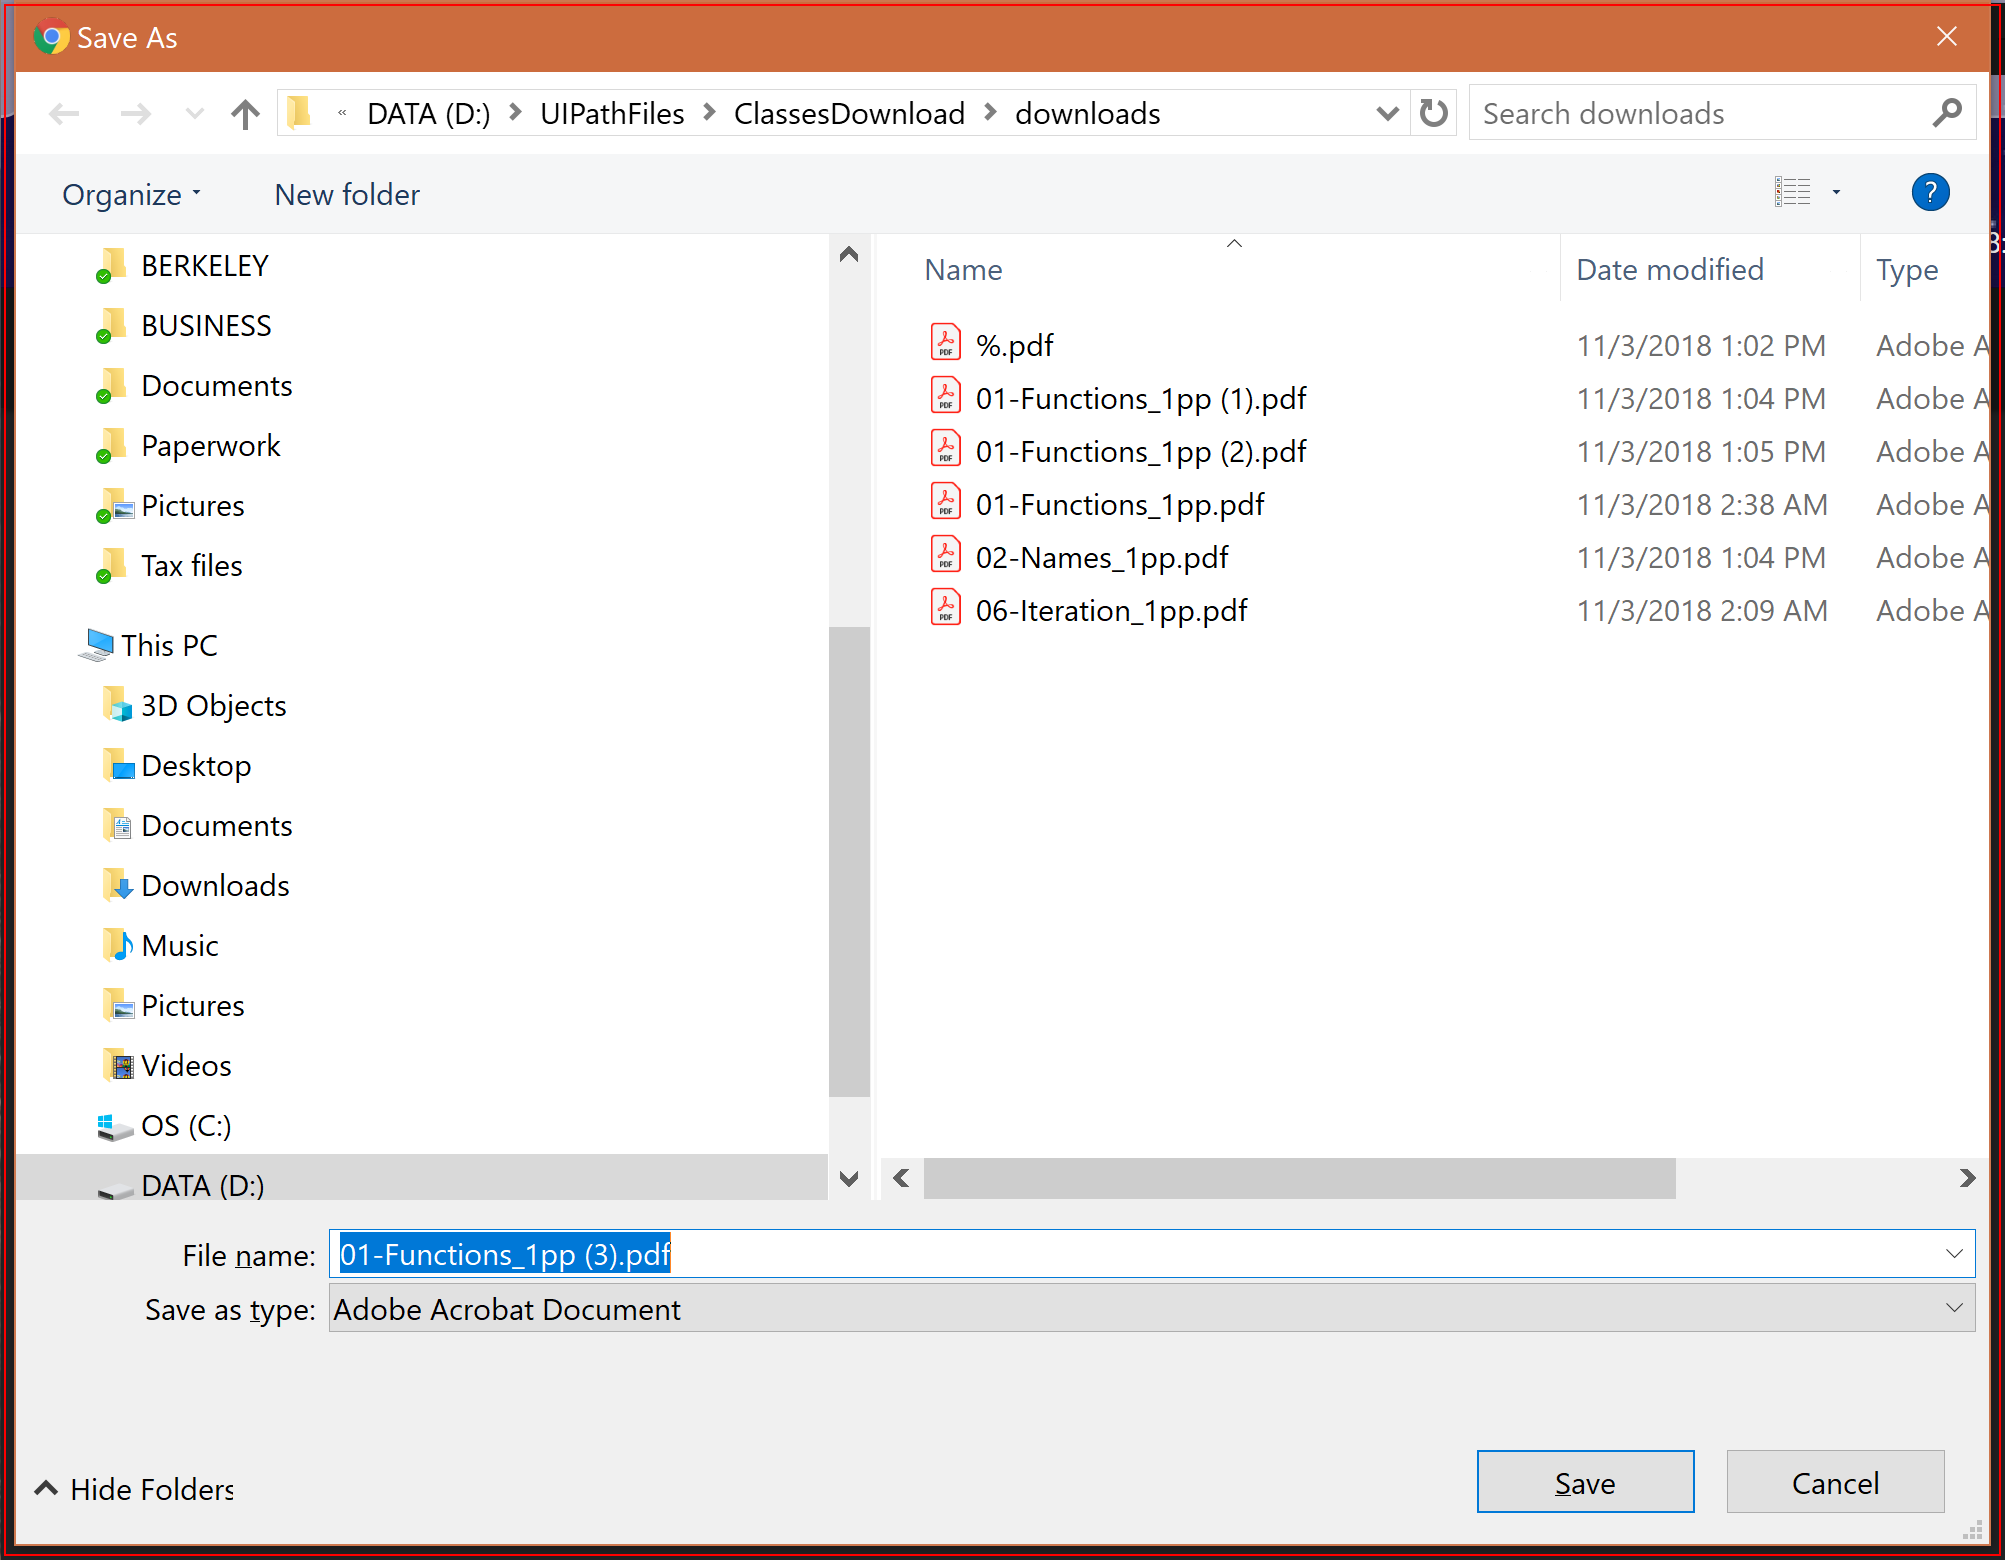 Save As
« DATA (D:) UIPathFiles ClassesDownload downloads
Search downloads
Organize
New folder
?
BERKELEY
BUSINESS
Documents
Paperwork
Pictures
Tax files
This PC
3D Objects
Desktop
Documents
Downloads
Music
Pictures
Videos
OS (C:)
DATA (D:)
Name Date modified Type
%.pdf 11/3/2018 1:02 PM Adobe A
01-Functions_1pp (1).pdf 11/3/2018 1:04 PM Adobe A
01-Functions_1pp (2).pdf 11/3/2018 1:05 PM Adobe A
01-Functions_1pp.pdf 11/3/2018 2:38 AM Adobe A
02-Names_1pp.pdf 11/3/2018 1:04 PM Adobe A
06-Iteration_1pp.pdf 11/3/2018 2:09 AM Adobe A
File name: 01-Functions_1pp (3).pdf
Save as type: Adobe Acrobat Document
Hide Folders
Save
Cancel